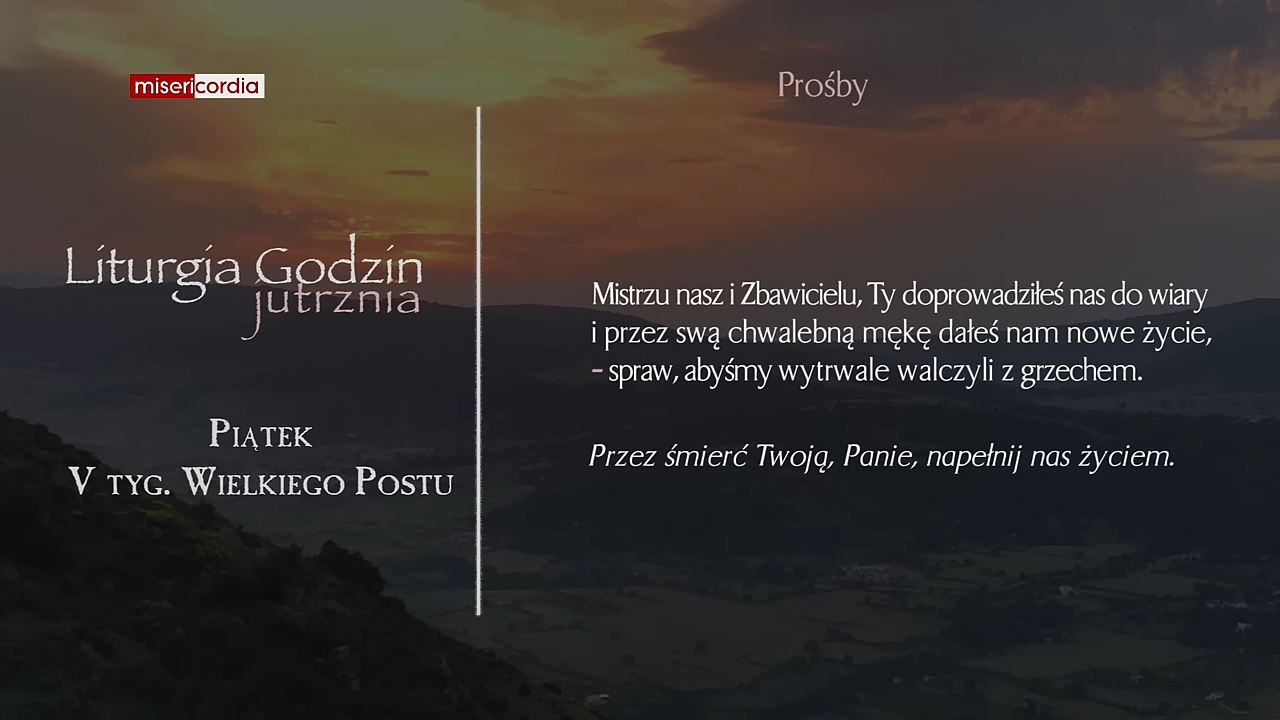 misericordia
Liturgia Godzin
jutrznia
Piątek
V tyg. Wielkiego Postu
Prośby
Mistrzu nasz i Zbawicielu, Ty doprowadziłeś nas do wiary
i przez swą chwalebną mękę dałeś nam nowe życie,
- spraw, abyśmy wytrwale walczyli z grzechem.
Przez śmierć Twoją, Panie, napełnij nas życiem.